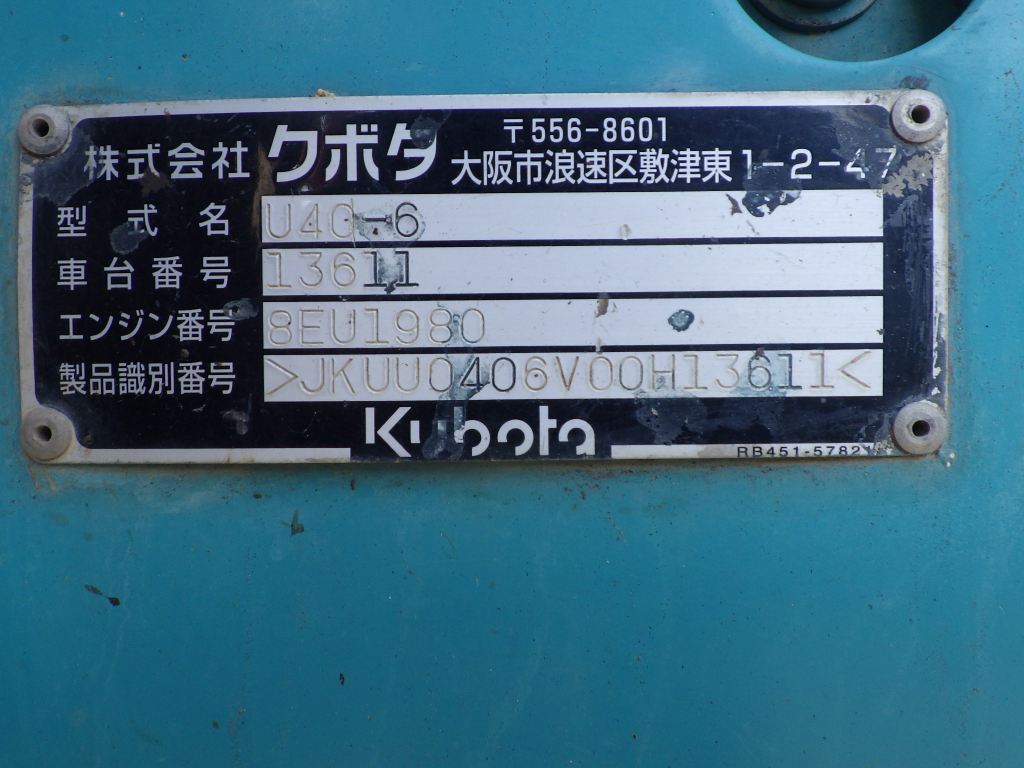 株式会社 クボタ 〒556-8601
大阪市浪速区敷津東1-2-47
型式名 U40-6
車台番号 13611
エンジン番号 8EU1980
製品識別番号 >JKUU0406V00H13611<
Kubota
RB451-5782